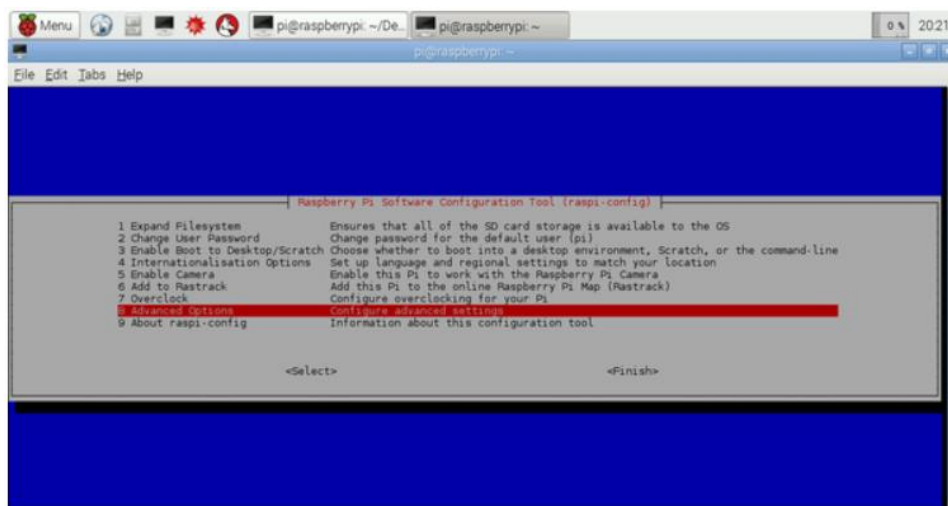 Menu pi@raspberrypi: ~/De... pi@raspberrypi: ~ 0 % 20:21
pi@raspberrypi: ~
File Edit Tabs Help
Raspberry Pi Software Configuration Tool (raspi-config)
1 Expand Filesystem Ensures that all of the SD card storage is available to the OS
2 Change User Password Change password for the default user (pi)
3 Enable Boot to Desktop/Scratch Choose whether to boot into a desktop environment, Scratch, or the command-line
4 Internationalisation Options Set up language and regional settings to match your location
5 Enable Camera Enable this Pi to work with the Raspberry Pi Camera
6 Add to Rastrack Add this Pi to the online Raspberry Pi Map (Rastrack)
7 Overclock Configure overclocking for your Pi
8 Advanced Options Configure advanced settings
9 About raspi-config Information about this configuration tool
<Select> <Finish>